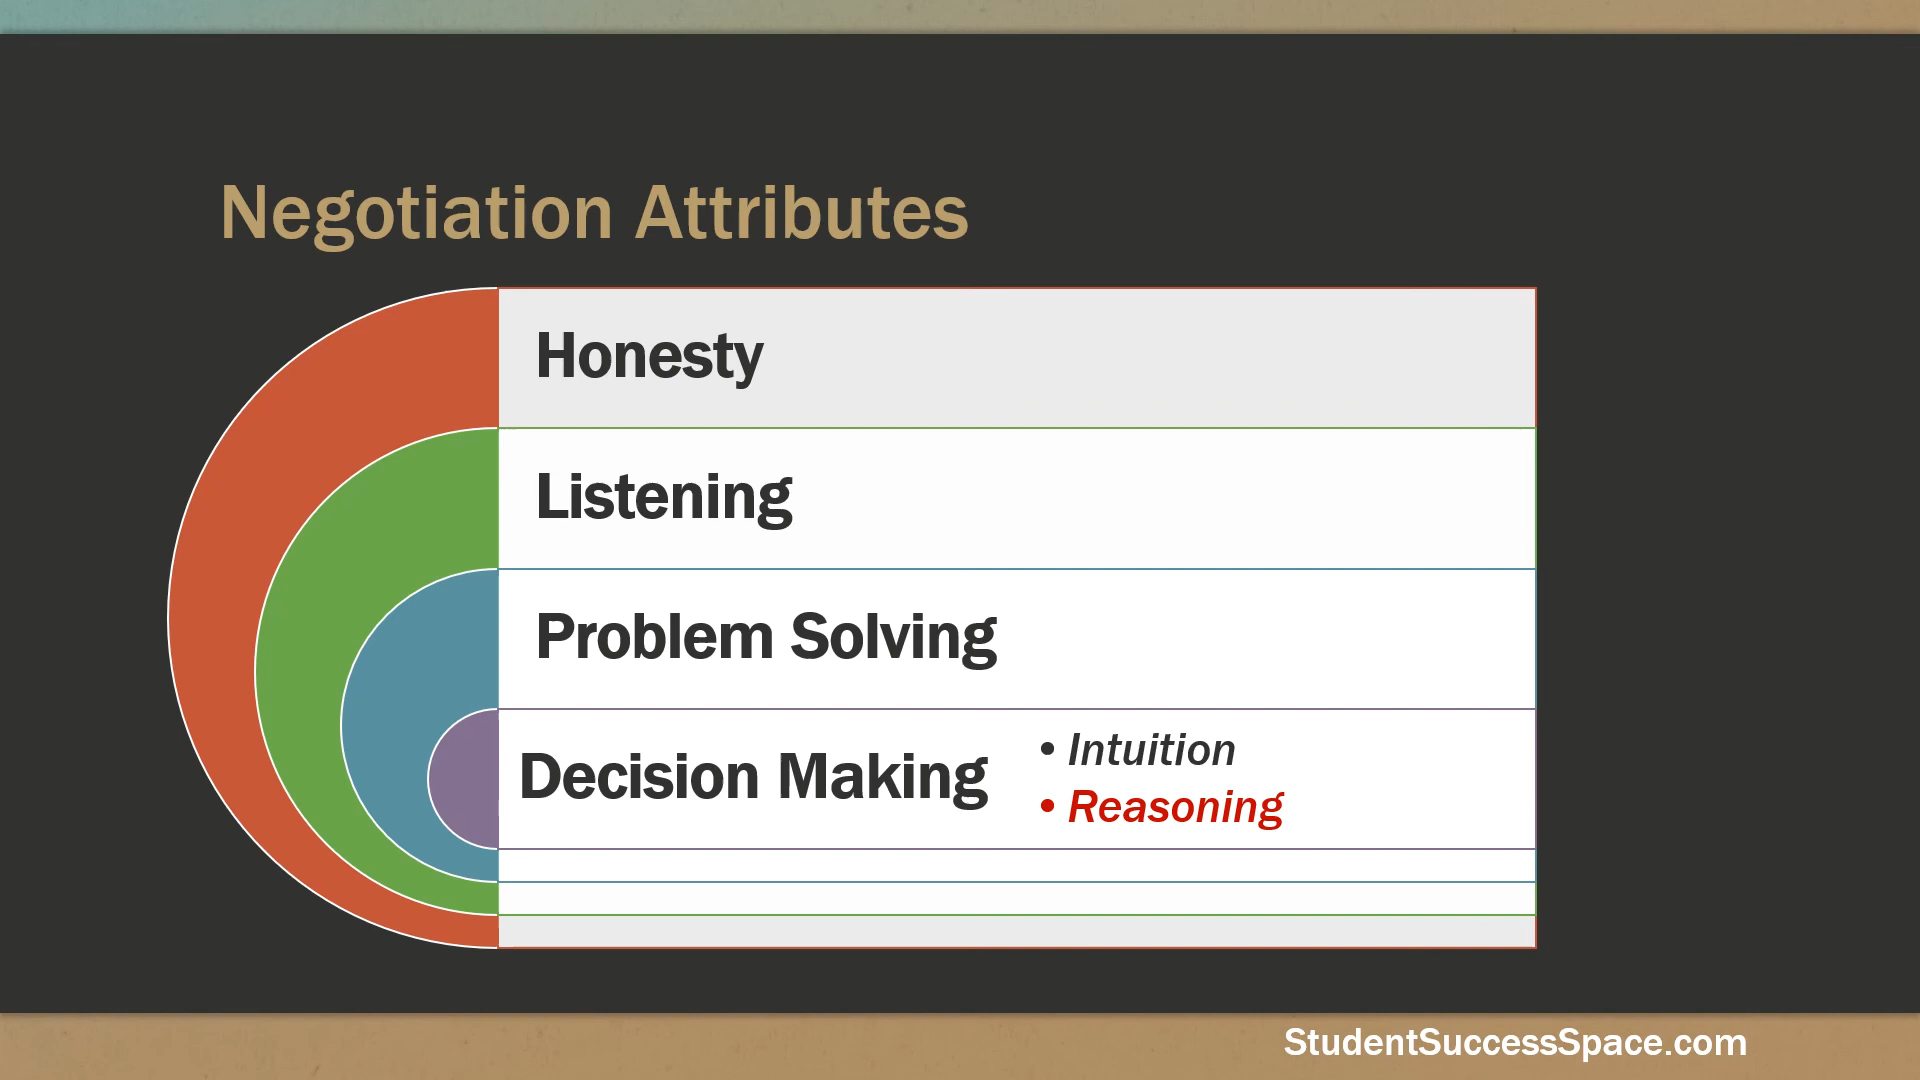 Negotiation Attributes
Honesty
Listening
Problem Solving
Decision Making
• Intuition
• Reasoning
StudentSuccessSpace.com